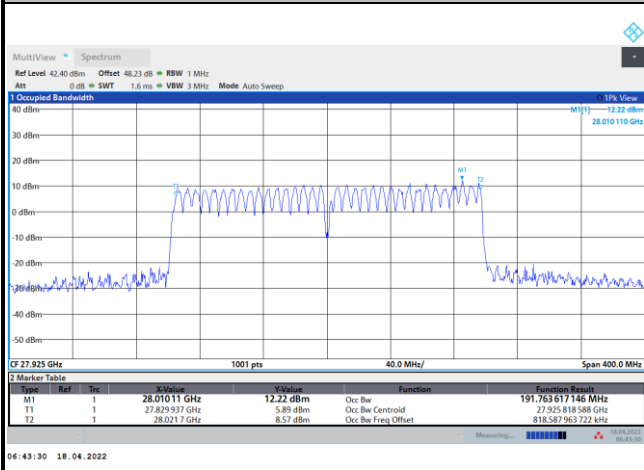 MultiView Spectrum
Ref Level 42.40 dBm Offset 48.23 dB RBW 1 MHz
Att 0 dB SWT 1.6 ms VBW 3 MHz Mode Auto Sweep
1 Occupied Bandwidth 1Pk View
40 dBm M1[1] 12.22 dBm
28.010 110 GHz
30 dBm
20 dBm
M1
T1 T2
10 dBm
0 dBm
-10 dBm
-20 dBm
-30 dBm
-40 dBm
-50 dBm
CF 27.925 GHz 1001 pts 40.0 MHz/ Span 400.0 MHz
2 Marker Table
Type Ref Trc X-Value Y-Value Function Function Result
M1 1 28.01011 GHz 12.22 dBm Occ Bw 191.763 617 146 MHz
T1 1 27.829 937 GHz 5.89 dBm Occ Bw Centroid 27.925 818 588 GHz
T2 1 28.021 7 GHz 8.57 dBm Occ Bw Freq Offset 818.587 963 722 kHz
Measuring... 18.04.2022
06:43:30
06:43:30 18.04.2022